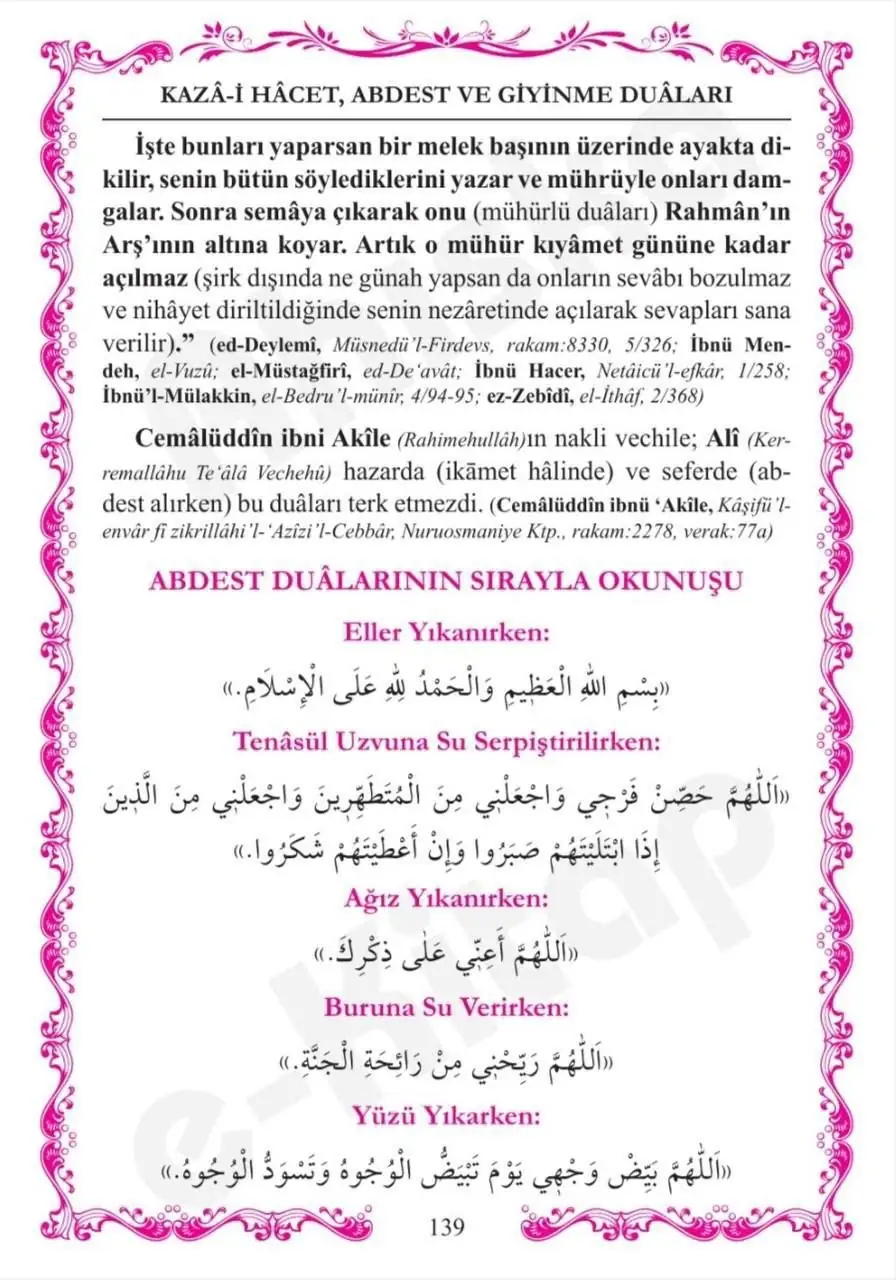 KAZÂ-İ HÂCET, ABDEST VE GİYİNME DUÂLARI
İşte bunları yaparsan bir melek başının üzerinde ayakta di-
kilir, senin bütün söylediklerini yazar ve mührüyle onları dam-
galar. Sonra semâya çıkarak onu (mühürlü duâları) Rahmân’ın
Arş’ının altına koyar. Artık o mühür kıyâmet gününe kadar
açılmaz (şirk dışında ne günah yapsan da onların sevâbı bozulmaz
ve nihâyet diriltildiğinde senin nezâretinde açılarak sevapları sana
verilir).” (ed-Deylemî, Müsnedü’l-Firdevs, rakam:8330, 5/326; İbnü Men-
deh, el-Vuzû; el-Müstağfirî, ed-De‘avât; İbnü Hacer, Netâicü’l-efkâr, 1/258;
İbnü’l-Mülakkin, el-Bedru’l-münîr, 4/94-95; ez-Zebîdî, el-İthâf, 2/368)
Cemâlüddîn ibni Akîle (Rahimehullâh)ın nakli vechile; Alî (Ker-
remallâhu Te‘âlâ Vechehû) hazarda (ikāmet hâlinde) ve seferde (ab-
dest alırken) bu duâları terk etmezdi. (Cemâlüddîn ibnü ‘Akîle, Kâşifü’l-
envâr fî zikrillâhi’l-‘Azîzi’l-Cebbâr, Nuruosmaniye Ktp., rakam:2278, verak:77a)
ABDEST DUÂLARININ SIRAYLA OKUNUŞU
Eller Yıkanırken:
«بِسْمِ اللهِ الْعَظِيمِ وَالْحَمْدُ لِلهِ عَلَى الْإِسْلَامِ.»
Tenâsül Uzvuna Su Serpiştirilirken:
«اَللّٰهُمَّ حَصِّنْ فَرْجِي وَاجْعَلْنِي مِنَ الْمُتَطَهِّرِينَ وَاجْعَلْنِي مِنَ الَّذِينَ
إِذَا ابْتَلَيْتَهُمْ صَبَرُوا وَإِنْ أَعْطَيْتَهُمْ شَكَرُوا.»
Ağız Yıkanırken:
«اَللّٰهُمَّ أَعِنِّي عَلٰى ذِكْرِكَ.»
Buruna Su Verirken:
«اَللّٰهُمَّ رَيِّحْنِي مِنْ رَائِحَةِ الْجَنَّةِ.»
Yüzü Yıkarken:
«اَللّٰهُمَّ بَيِّضْ وَجْهِي يَوْمَ تَبْيَضُّ الْوُجُوهُ وَتَسْوَدُّ الْوُجُوهُ.»
139
e-Kitap